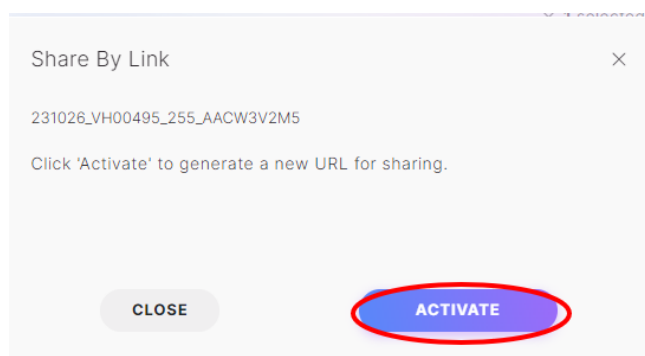 Share By Link
231026_VH00495_255_AACW3V2M5
Click 'Activate' to generate a new URL for sharing.
CLOSE
ACTIVATE